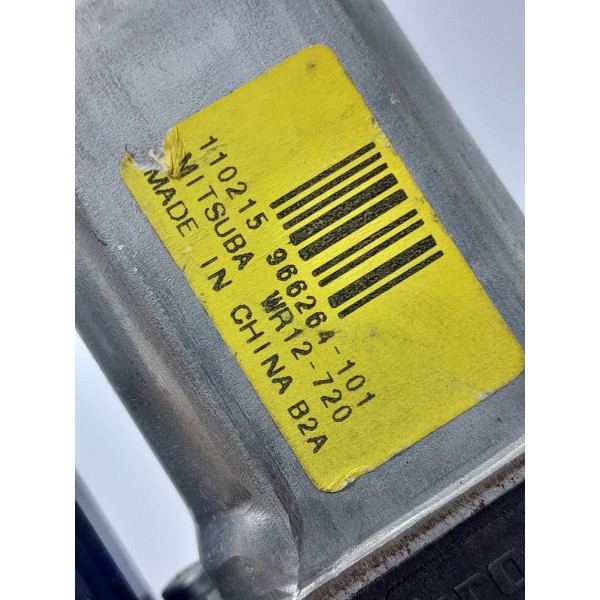 110215 966264-101
MITSUBA WR12-720
MADE IN CHINA B2A